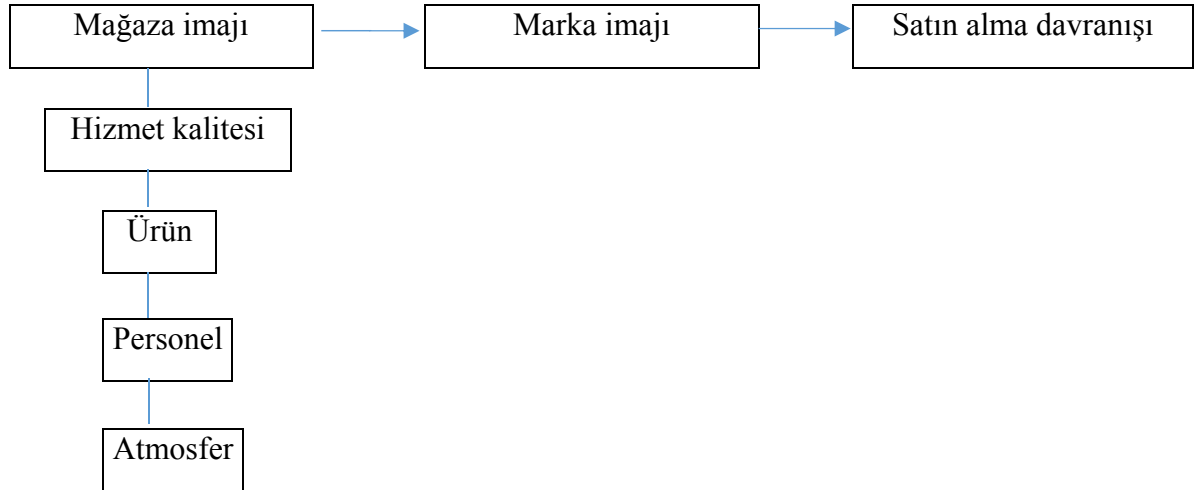 Mağaza imajı
Marka imajı
Satın alma davranışı
Hizmet kalitesi
Ürün
Personel
Atmosfer